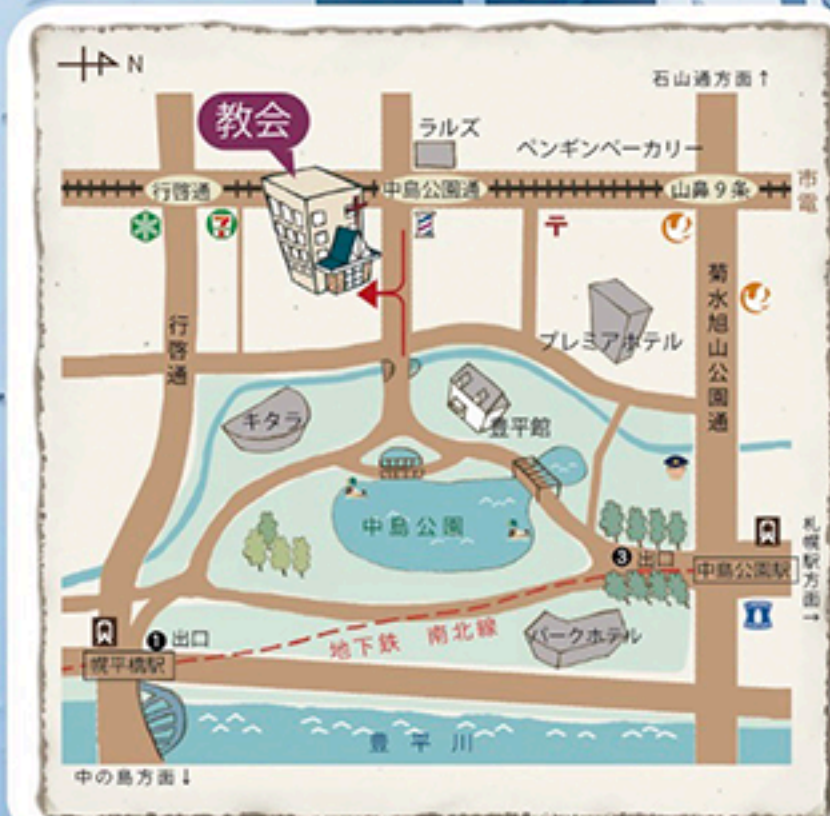 N
石山通方面↑
教会
ラルズ
ペンギンベーカリー
行啓通
中島公園通
山鼻9条
市電
7
〒
行啓通
菊水旭山公園通
プレミアホテル
キタラ
豊平館
中島公園
札幌駅方面→
❸出口
中島公園駅
❶出口
地下鉄 南北線
パークホテル
幌平橋駅
豊平川
中の島方面↓